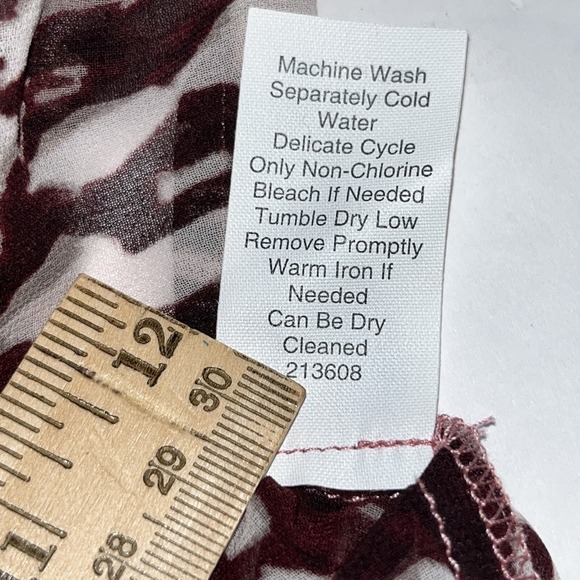 Machine Wash
Separately Cold
Water
Delicate Cycle
Only Non-Chlorine
Bleach If Needed
Tumble Dry Low
Remove Promptly
Warm Iron If
Needed
Can Be Dry
Cleaned
213608
12
30
29
28